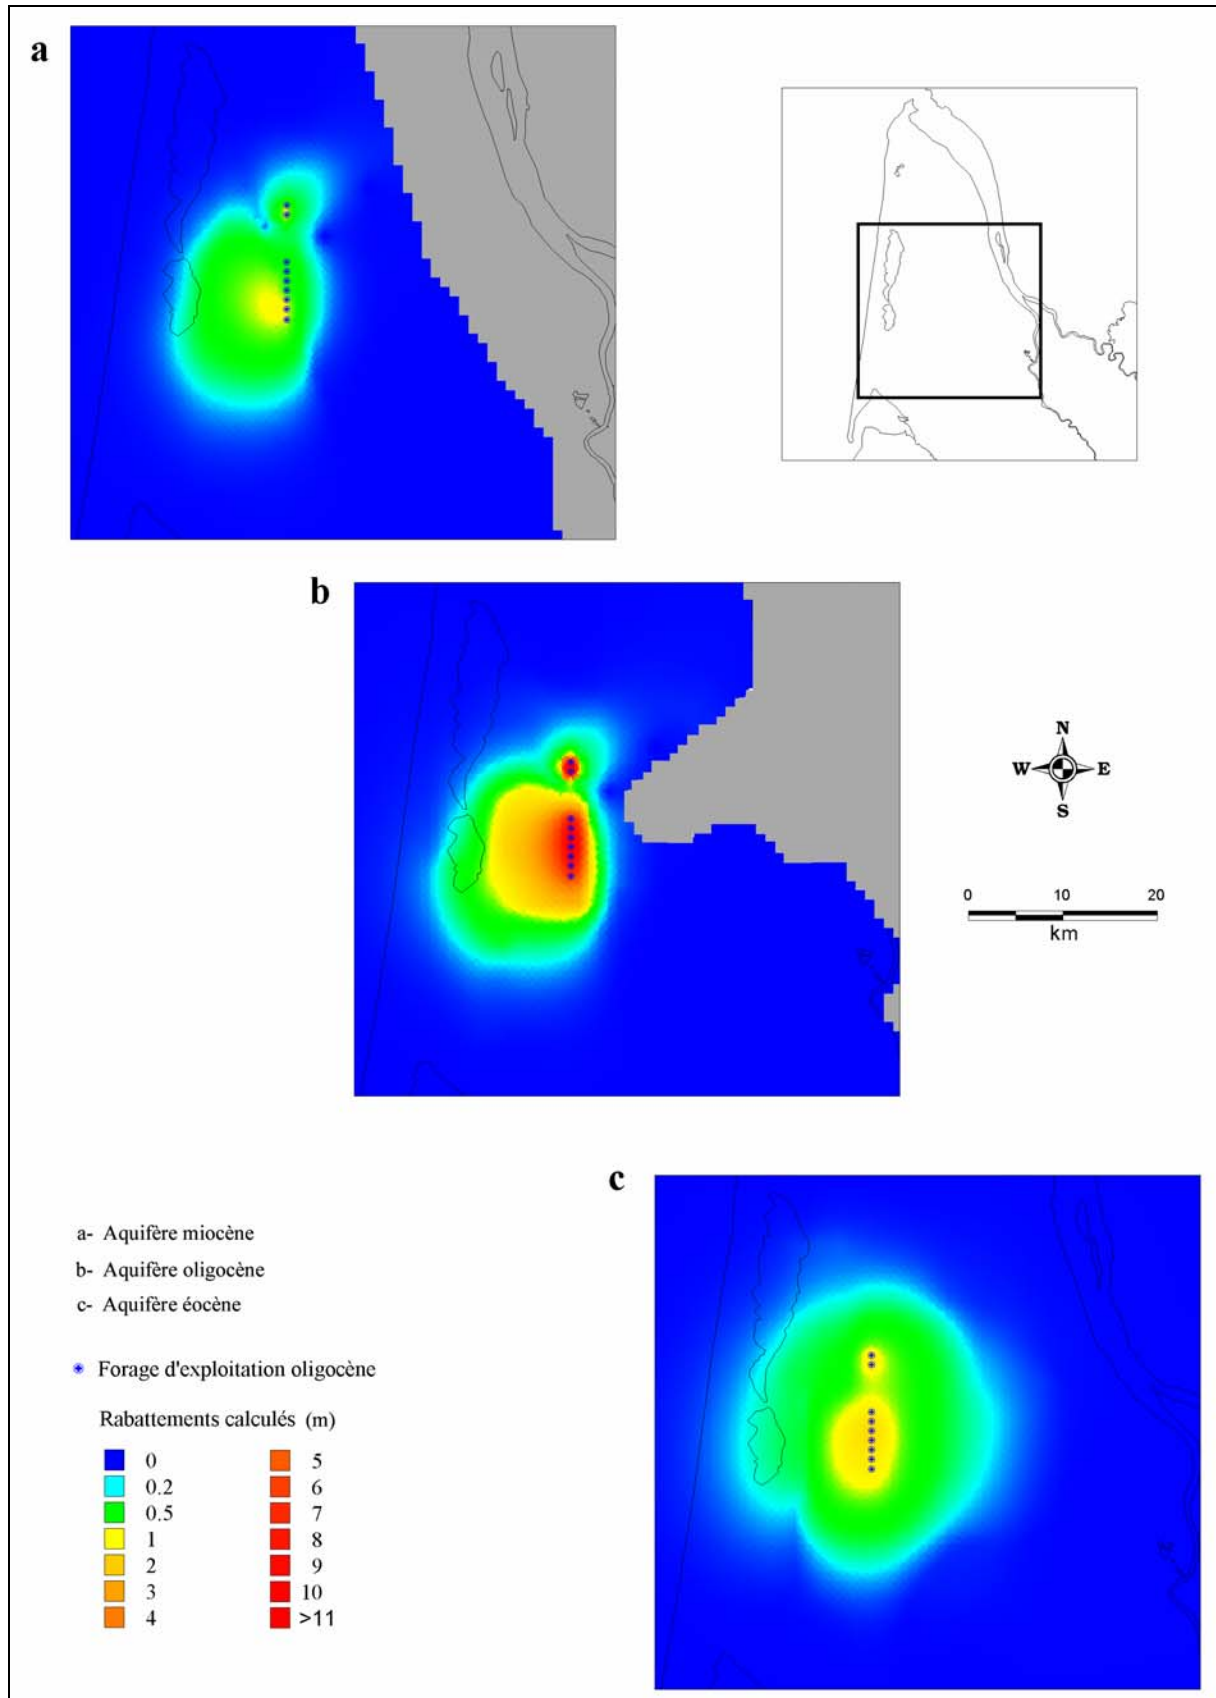 a
b
N
W E
S
0 10 20
km
c
a- Aquifère miocène
b- Aquifère oligocène
c- Aquifère éocène
Forage d'exploitation oligocène
Rabattements calculés (m)
0 5
0.2 6
0.5 7
1 8
2 9
3 10
4 >11